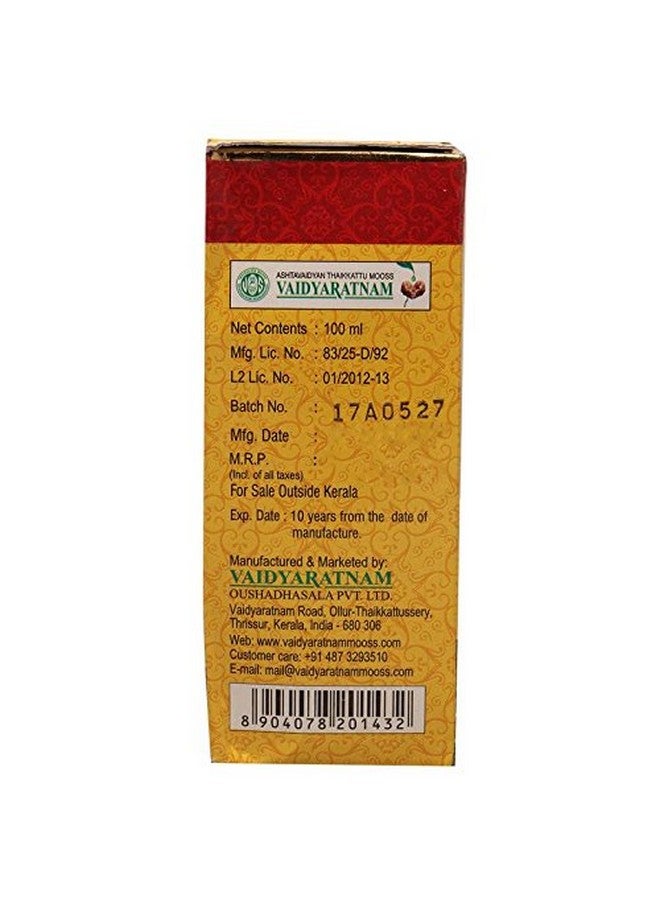 ASHTAVAIDYAN THAIKKATTU MOOSS
VAIDYARATNAM
Net Contents : 100 ml
Mfg. Lic. No. : 83/25-D/92
L2 Lic. No. : 01/2012-13
Batch No. : 17A0527
Mfg. Date :
M.R.P. :
(Incl. of all taxes)
For Sale Outside Kerala
Exp. Date : 10 years from the date of
manufacture.
Manufactured & Marketed by:
VAIDYARATNAM
OUSHADHASALA PVT. LTD.
Vaidyaratnam Road, Ollur-Thaikkattussery,
Thrissur, Kerala, India - 680 306
Web: www.vaidyaratnammooss.com
Customer care: +91 487 3293510
E-mail: mail@vaidyaratnammooss.com
8 904078 201432